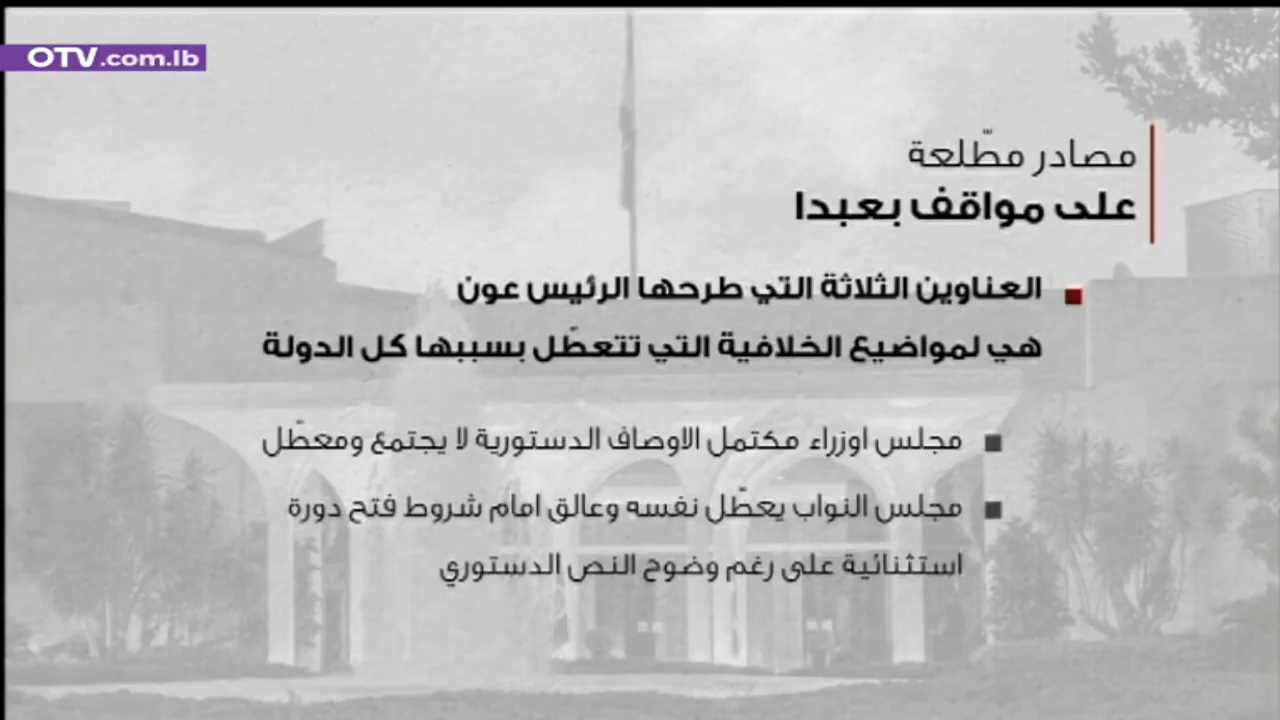 OTV.com.lb
مصادر مطّلعة
على مواقف بعبدا
العناوين الثلاثة التي طرحها الرئيس عون
هي لمواضيع الخلافية التي تتعطّل بسببها كل الدولة
مجلس اوزراء مكتمل الاوصاف الدستورية لا يجتمع ومعطّل
مجلس النواب يعطّل نفسه وعالق امام شروط فتح دورة
استثنائية على رغم وضوح النص الدستوري